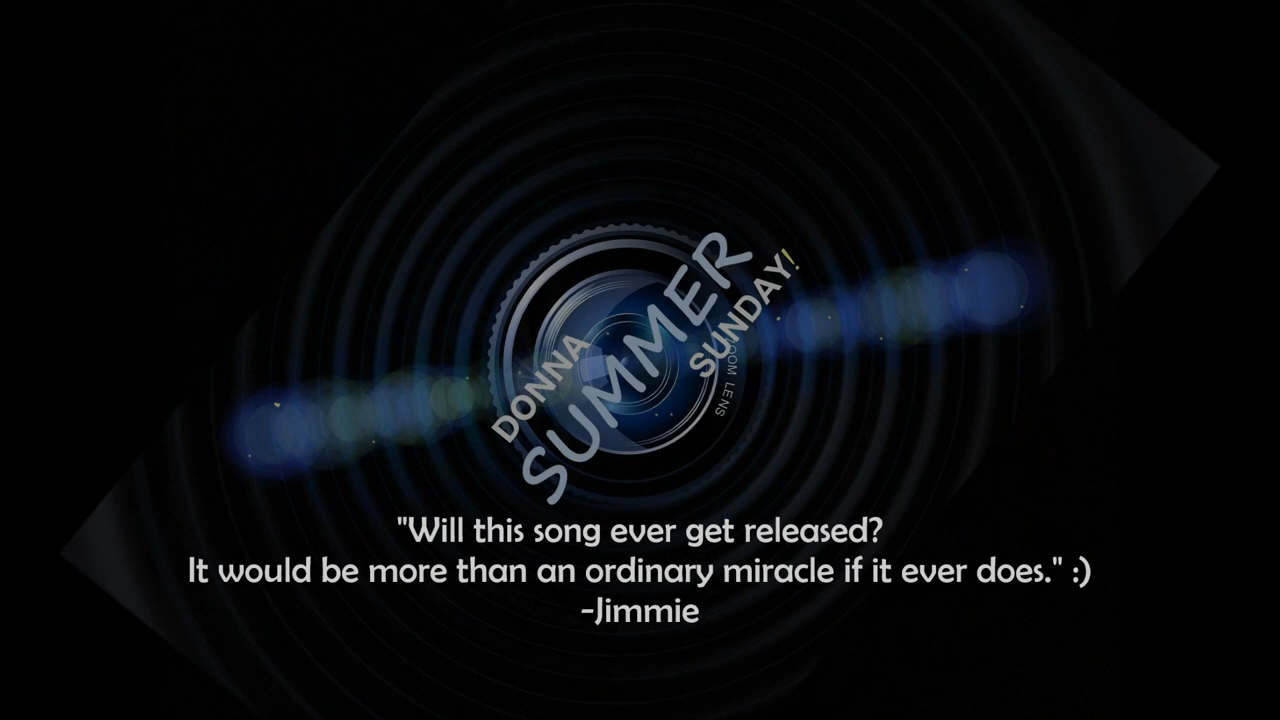 DONNA
SUMMER
SUNDAY!
ZOOM LENS
"Will this song ever get released?
It would be more than an ordinary miracle if it ever does." :)
-Jimmie